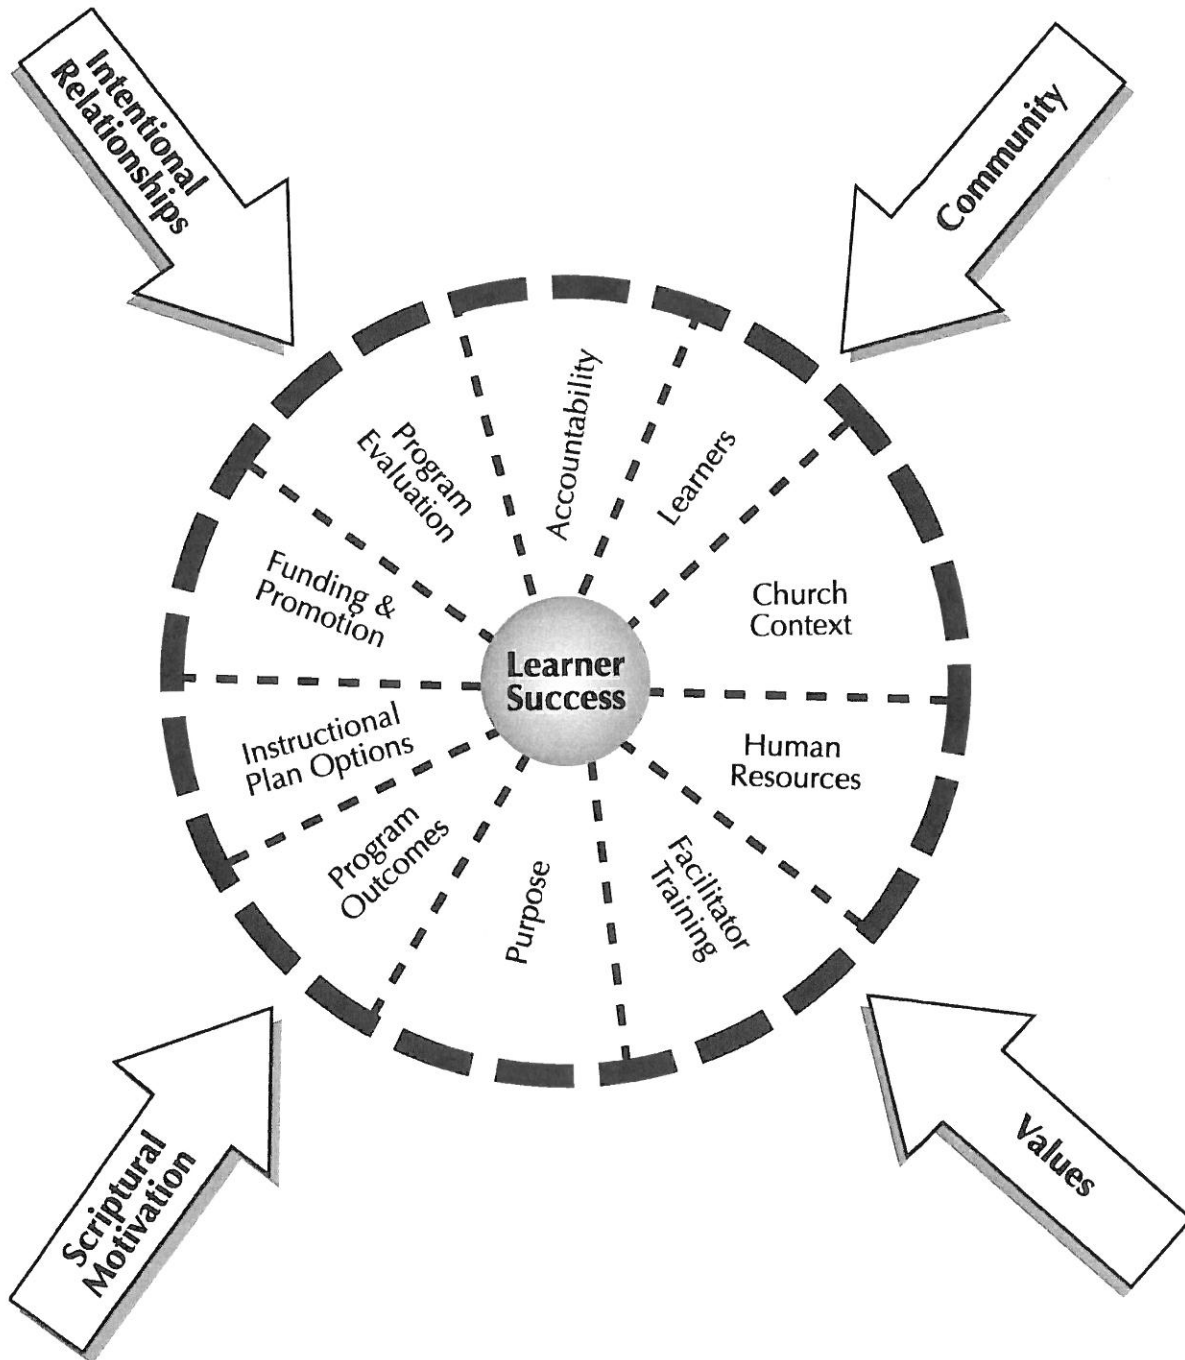 Intentional
Relationships
Community
Accountability
Learners
Program
Evaluation
Church
Context
Funding &
Promotion
Learner
Success
Human
Resources
Instructional
Plan Options
Program
Outcomes
Purpose
Facilitator
Training
Scriptural
Motivation
Values